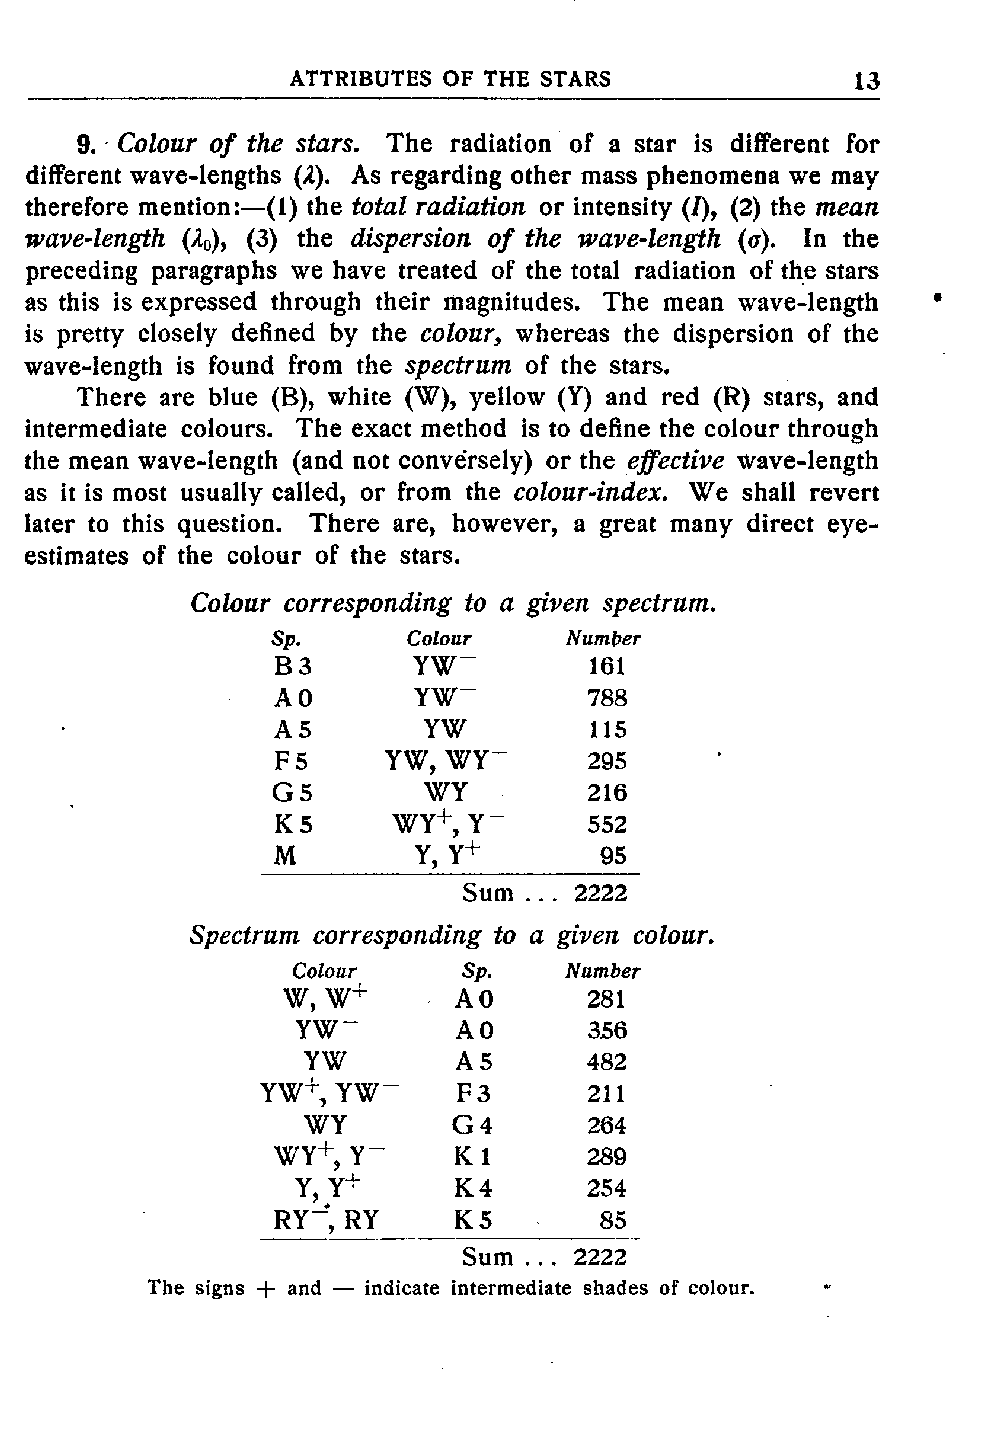 ATTRIBUTES OF THE STARS 13
9. Colour of the stars. The radiation of a star is different for
different wave-lengths (λ). As regarding other mass phenomena we may
therefore mention:—(1) the total radiation or intensity (I), (2) the mean
wave-length (λ₀), (3) the dispersion of the wave-length (σ). In the
preceding paragraphs we have treated of the total radiation of the stars
as this is expressed through their magnitudes. The mean wave-length
is pretty closely defined by the colour, whereas the dispersion of the
wave-length is found from the spectrum of the stars.
There are blue (B), white (W), yellow (Y) and red (R) stars, and
intermediate colours. The exact method is to define the colour through
the mean wave-length (and not conversely) or the effective wave-length
as it is most usually called, or from the colour-index. We shall revert
later to this question. There are, however, a great many direct eye-
estimates of the colour of the stars.
Colour corresponding to a given spectrum.
Sp. Colour Number
B 3 YW⁻ 161
A 0 YW⁻ 788
A 5 YW 115
F 5 YW, WY⁻ 295
G 5 WY 216
K 5 WY⁺, Y⁻ 552
M Y, Y⁺ 95
Sum ... 2222
Spectrum corresponding to a given colour.
Colour Sp. Number
W, W⁺ A 0 281
YW⁻ A 0 356
YW A 5 482
YW⁺, YW⁻ F 3 211
WY G 4 264
WY⁺, Y⁻ K 1 289
Y, Y⁺ K 4 254
RY⁻, RY K 5 85
Sum ... 2222
The signs + and — indicate intermediate shades of colour.